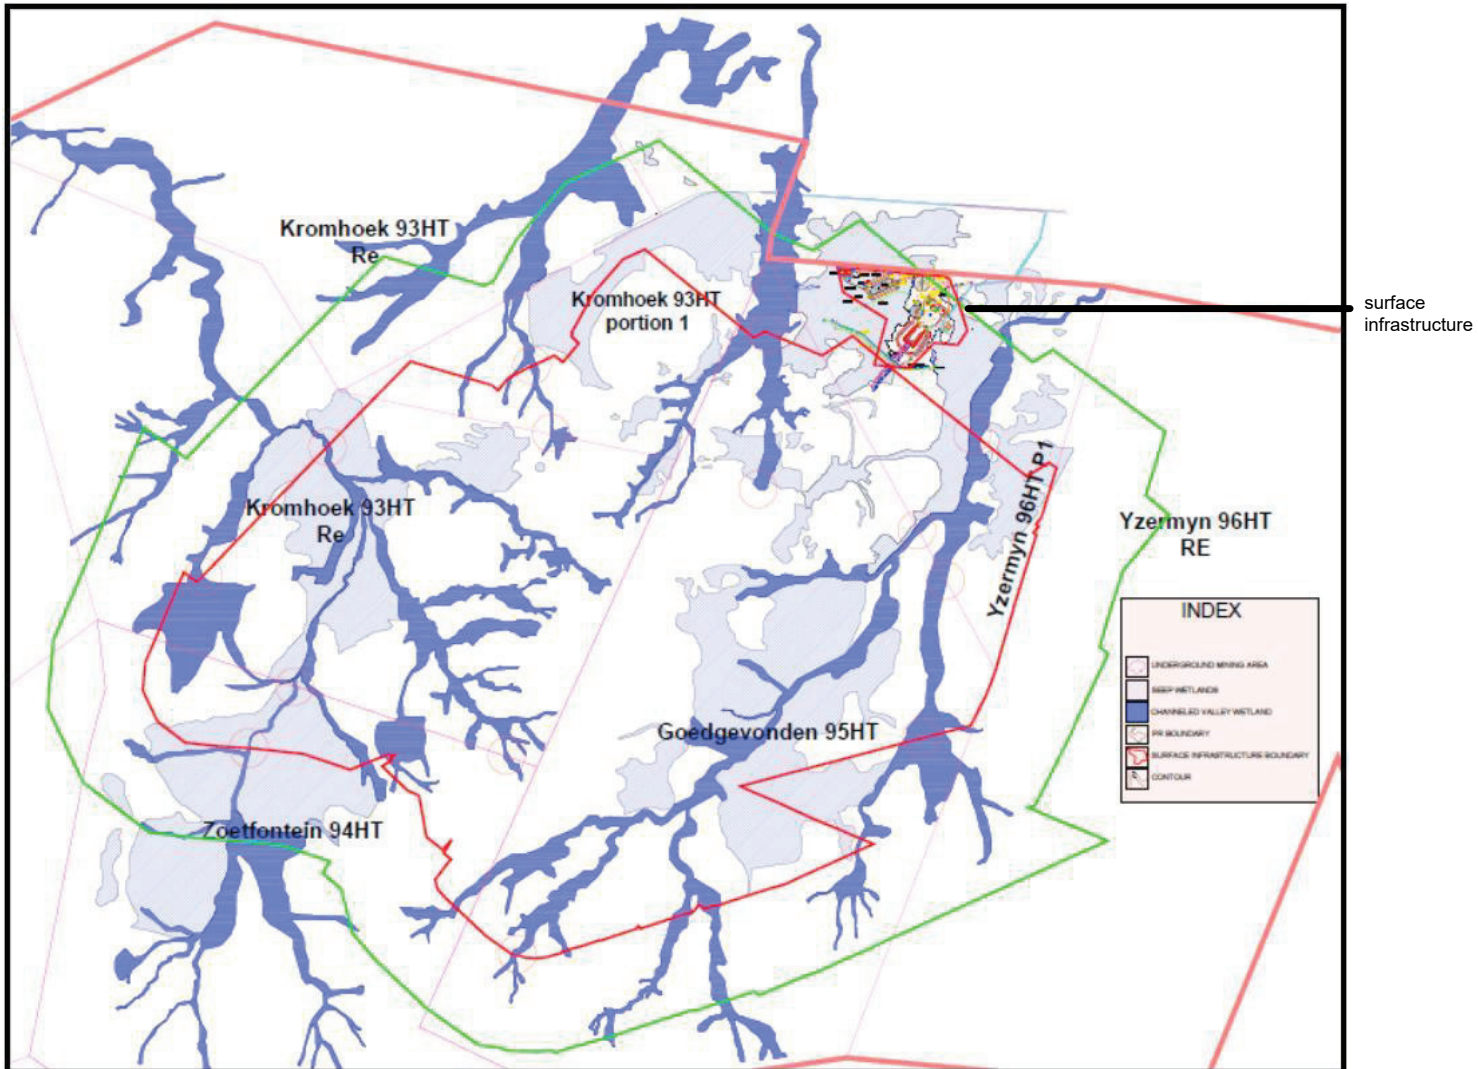 Kromhoek 93HT
Re
Kromhoek 93HT
portion 1
surface
infrastructure
Kromhoek 93HT
Re
Yzermyn 96HT P1
Yzermyn 96HT
RE
Goedgevonden 95HT
Zoetfontein 94HT
INDEX
UNDERGROUND MINING AREA
SEEP WETLANDS
CHANNELED VALLEY WETLAND
PR BOUNDARY
SURFACE INFRASTRUCTURE BOUNDARY
CONTOUR